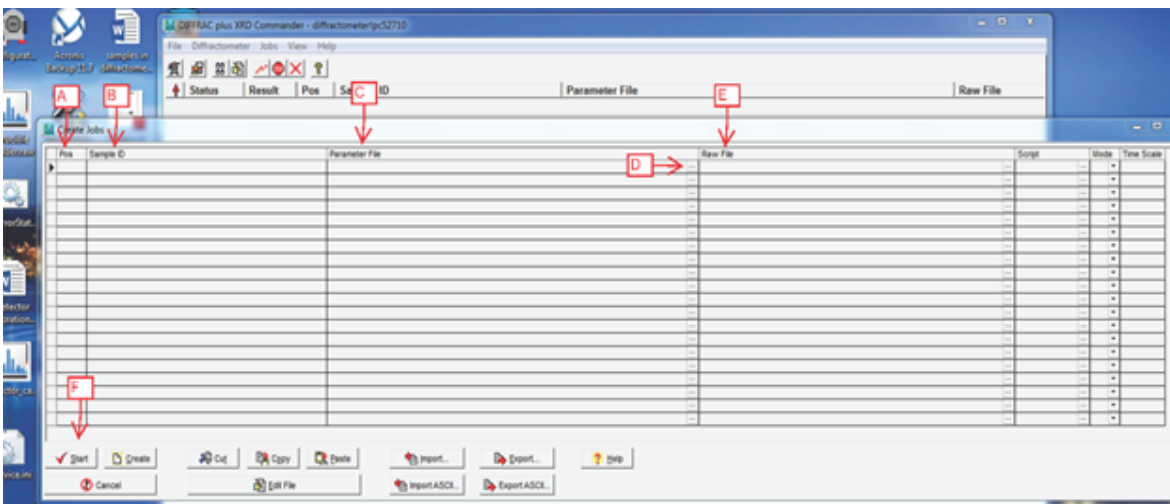 DIFFRAC plus XRD Commander - diffractometer\pc52710
File Diffractometer Jobs View Help
Acronis
Backup 11.7
samples in
diffractome...
Status Result Pos ID Parameter File Raw File
A
B
C
E
Create Jobs
Pos Sample ID Parameter File Raw File Script Mode Time Scale
D
F
Start Create Cut Copy Paste Import... Export... Help
Cancel Edit File Import ASCII... Export ASCII...
vice.ini